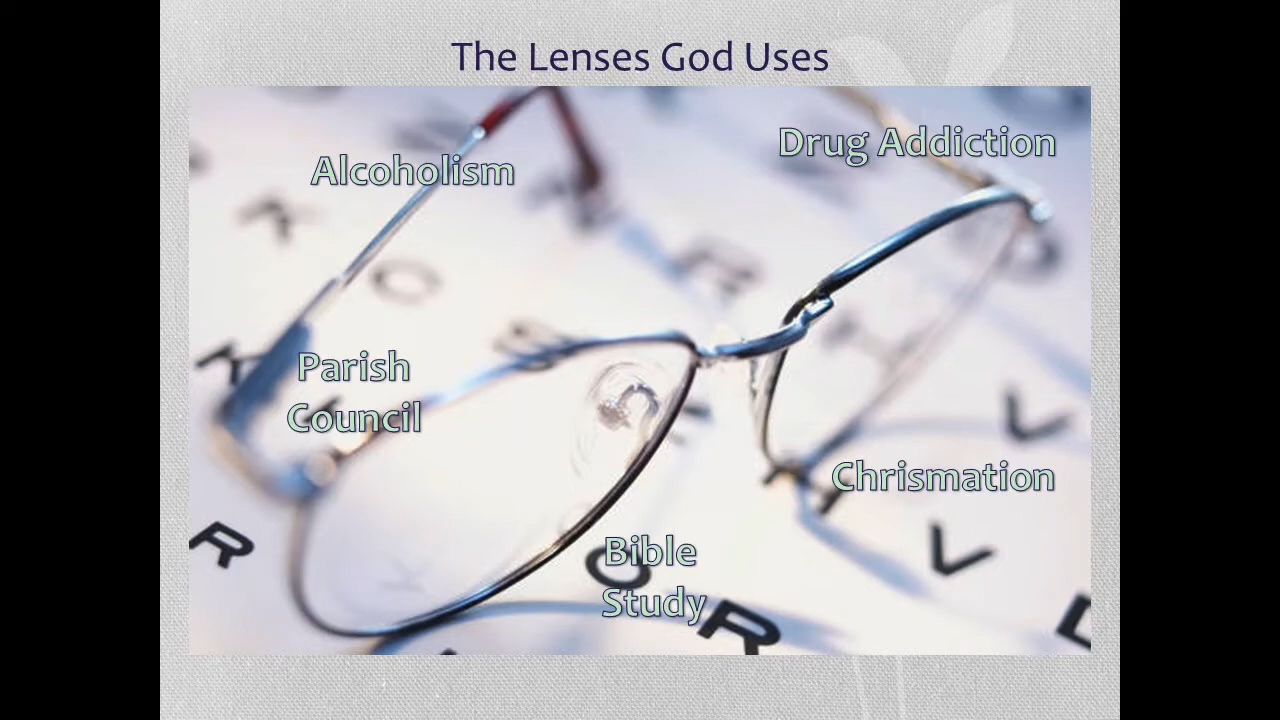 The Lenses God Uses
Drug Addiction
Alcoholism
Parish
Council
Chrismation
Bible
Study
K
O
R
K
V
R
O
V
R